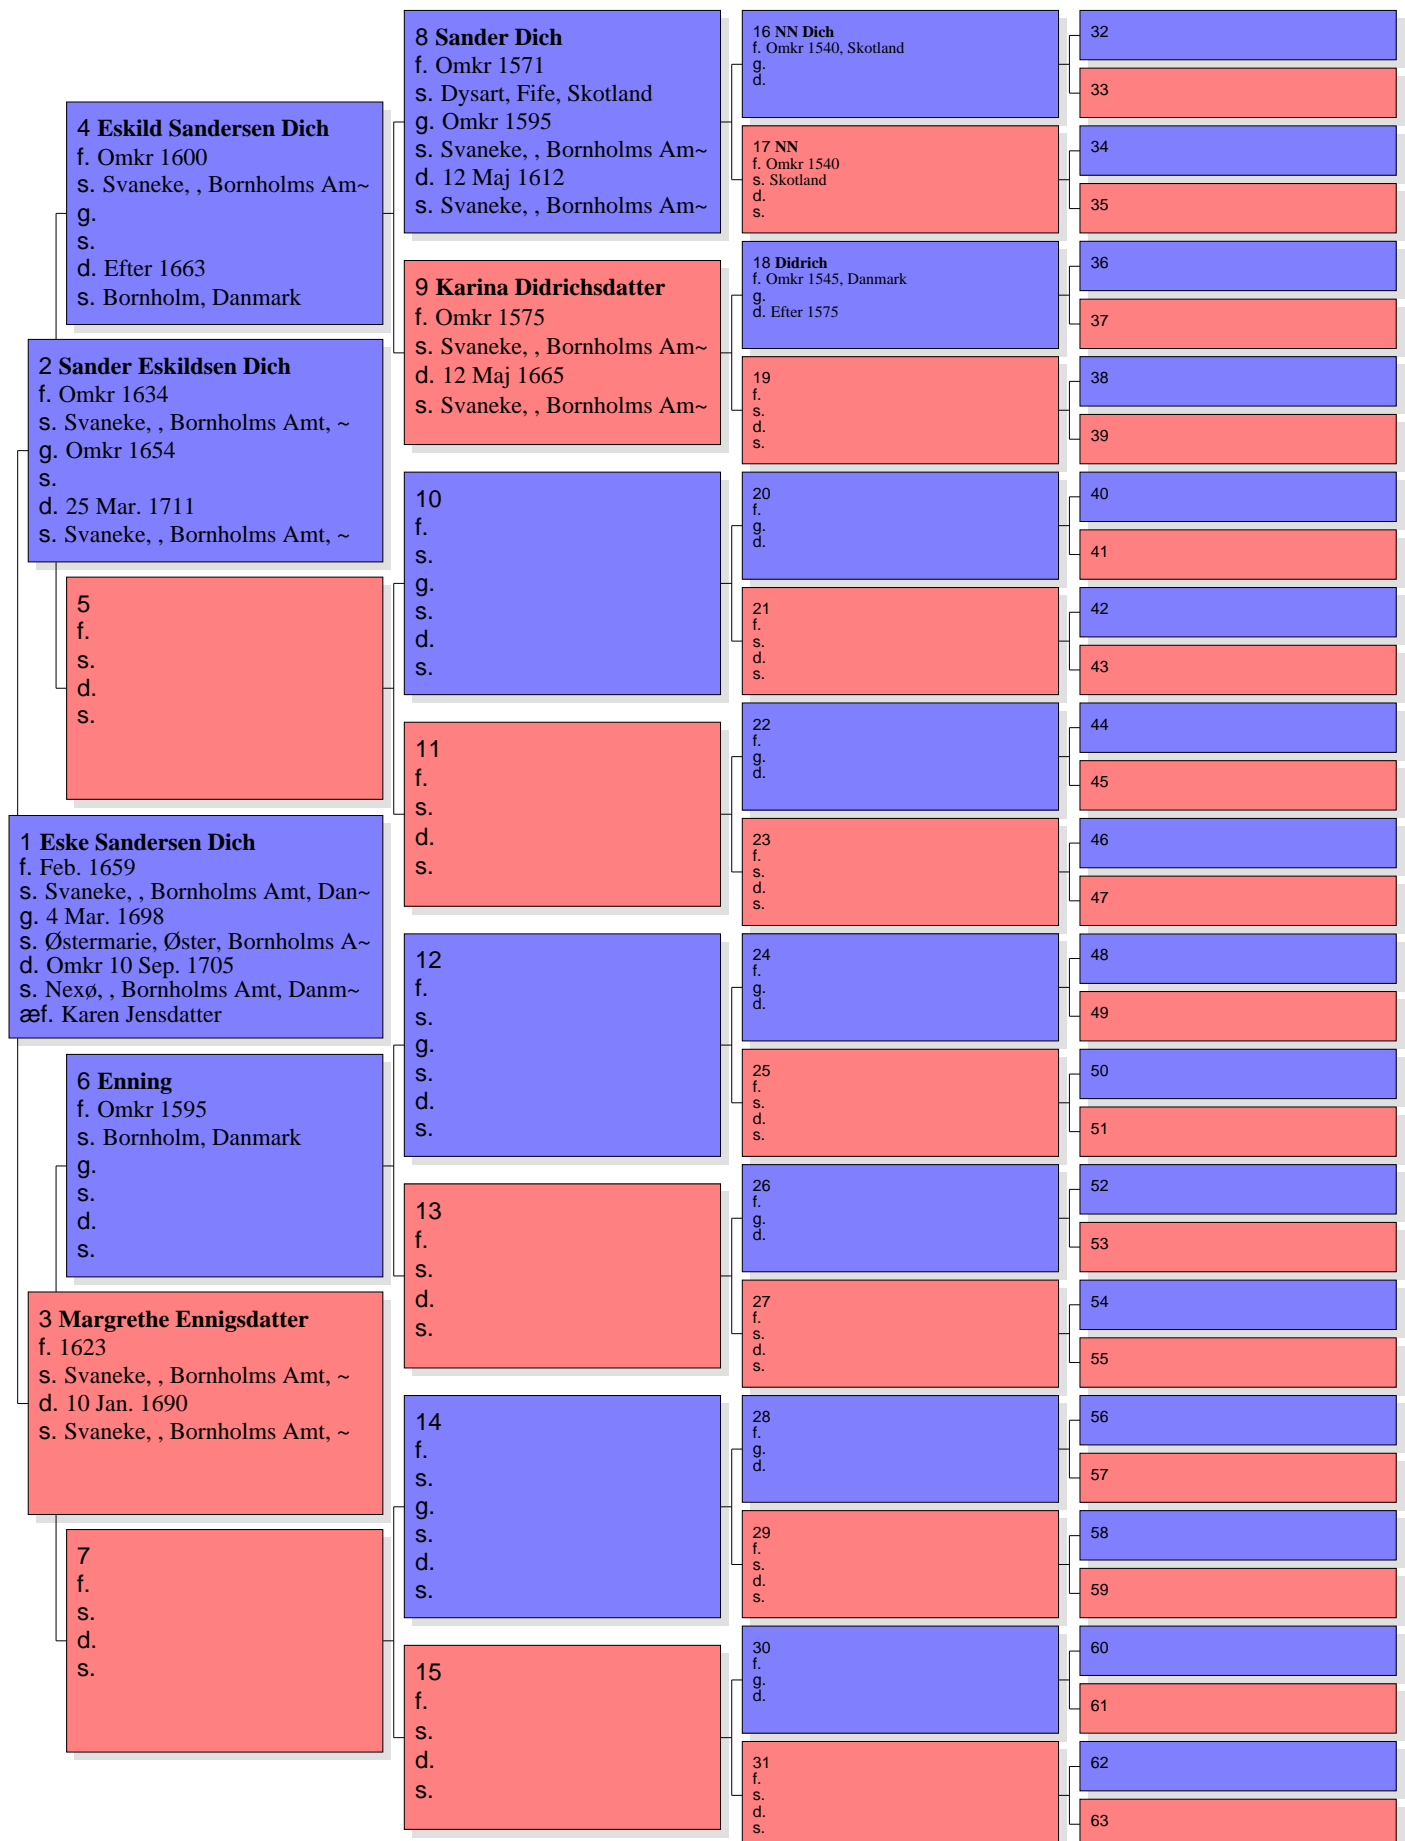 1 Eske Sandersen Dich
f. Feb. 1659
s. Svaneke, , Bornholms Amt, Dan~
g. 4 Mar. 1698
s. Østermarie, Øster, Bornholms A~
d. Omkr 10 Sep. 1705
s. Nexø, , Bornholms Amt, Danm~
æf. Karen Jensdatter
2 Sander Eskildsen Dich
f. Omkr 1634
s. Svaneke, , Bornholms Amt, ~
g. Omkr 1654
s.
d. 25 Mar. 1711
s. Svaneke, , Bornholms Amt, ~
3 Margrethe Ennigsdatter
f. 1623
s. Svaneke, , Bornholms Amt, ~
d. 10 Jan. 1690
s. Svaneke, , Bornholms Amt, ~
4 Eskild Sandersen Dich
f. Omkr 1600
s. Svaneke, , Bornholms Am~
g.
s.
d. Efter 1663
s. Bornholm, Danmark
5
f.
s.
d.
s.
6 Enning
f. Omkr 1595
s. Bornholm, Danmark
g.
s.
d.
s.
7
f.
s.
d.
s.
8 Sander Dich
f. Omkr 1571
s. Dysart, Fife, Skotland
g. Omkr 1595
s. Svaneke, , Bornholms Am~
d. 12 Maj 1612
s. Svaneke, , Bornholms Am~
9 Karina Didrichsdatter
f. Omkr 1575
s. Svaneke, , Bornholms Am~
d. 12 Maj 1665
s. Svaneke, , Bornholms Am~
10
f.
s.
g.
s.
d.
s.
11
f.
s.
d.
s.
12
f.
s.
g.
s.
d.
s.
13
f.
s.
d.
s.
14
f.
s.
g.
s.
d.
s.
15
f.
s.
d.
s.
16 NN Dich
f. Omkr 1540, Skotland
g.
d.
17 NN
f. Omkr 1540
s. Skotland
d.
s.
18 Didrich
f. Omkr 1545, Danmark
g.
d. Efter 1575
19
f.
s.
d.
s.
20
f.
g.
d.
21
f.
s.
d.
s.
22
f.
g.
d.
23
f.
s.
d.
s.
24
f.
g.
d.
25
f.
s.
d.
s.
26
f.
g.
d.
27
f.
s.
d.
s.
28
f.
g.
d.
29
f.
s.
d.
s.
30
f.
g.
d.
31
f.
s.
d.
s.
32
33
34
35
36
37
38
39
40
41
42
43
44
45
46
47
48
49
50
51
52
53
54
55
56
57
58
59
60
61
62
63